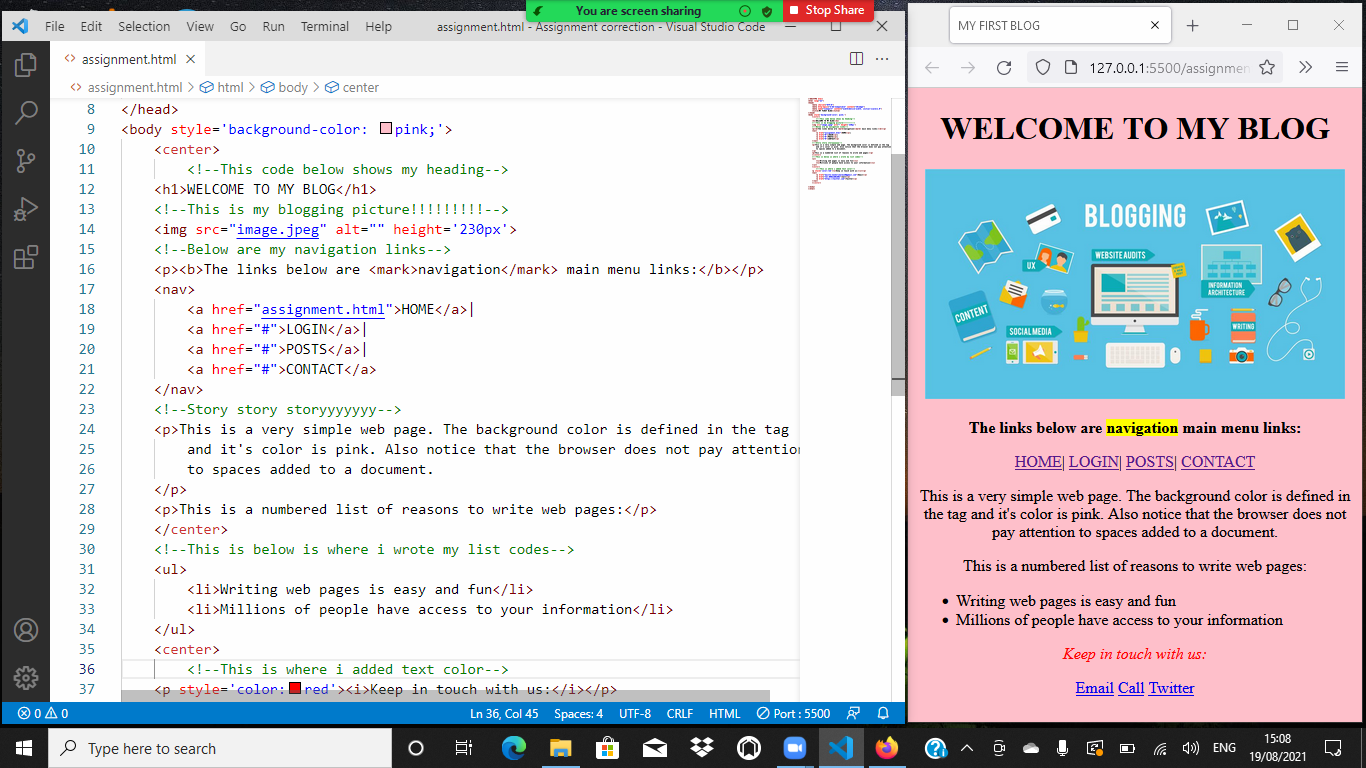 You are screen sharing
Stop Share
File Edit Selection View Go Run Terminal Help
assignment.html - Assignment correction - Visual Studio Code
assignment.html
assignment.html > html > body > center
8 </head>
9 <body style='background-color: pink;'>
10 <center>
11 <!--This code below shows my heading-->
12 <h1>WELCOME TO MY BLOG</h1>
13 <!--This is my blogging picture!!!!!!!!!-->
14 <img src="image.jpeg" alt="" height='230px'>
15 <!--Below are my navigation links-->
16 <p><b>The links below are <mark>navigation</mark> main menu links:</b></p>
17 <nav>
18 <a href="assignment.html">HOME</a>|
19 <a href="#">LOGIN</a>|
20 <a href="#">POSTS</a>|
21 <a href="#">CONTACT</a>
22 </nav>
23 <!--Story story storyyyyyyy-->
24 <p>This is a very simple web page. The background color is defined in the tag
25 and it's color is pink. Also notice that the browser does not pay attention
26 to spaces added to a document.
27 </p>
28 <p>This is a numbered list of reasons to write web pages:</p>
29 </center>
30 <!--This is below is where i wrote my list codes-->
31 <ul>
32 <li>Writing web pages is easy and fun</li>
33 <li>Millions of people have access to your information</li>
34 </ul>
35 <center>
36 <!--This is where i added text color-->
37 <p style='color: red'><i>Keep in touch with us:</i></p>
0 0
Ln 36, Col 45 Spaces: 4 UTF-8 CRLF HTML Port : 5500
MY FIRST BLOG
127.0.0.1:5500/assignmen
WELCOME TO MY BLOG
BLOGGING
WEBSITE AUDITS
UX
INFORMATION
ARCHITECTURE
CONTENT
SOCIAL MEDIA
WRITING
The links below are navigation main menu links:
HOME| LOGIN| POSTS| CONTACT
This is a very simple web page. The background color is defined in
the tag and it's color is pink. Also notice that the browser does not
pay attention to spaces added to a document.
This is a numbered list of reasons to write web pages:
• Writing web pages is easy and fun
• Millions of people have access to your information
Keep in touch with us:
Email Call Twitter
Type here to search
ENG
15:08
19/08/2021